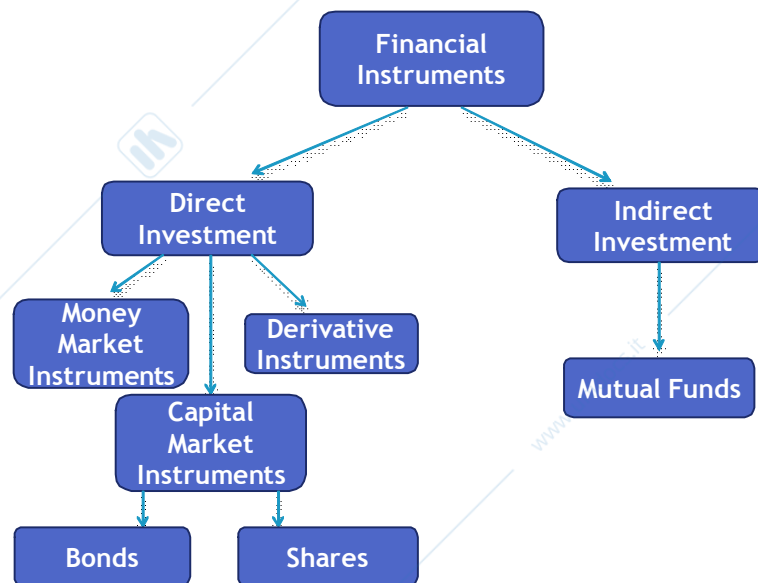 Financial
Instruments
Direct
Investment
Indirect
Investment
Money
Market
Instruments
Derivative
Instruments
Mutual Funds
Capital
Market
Instruments
Bonds
Shares